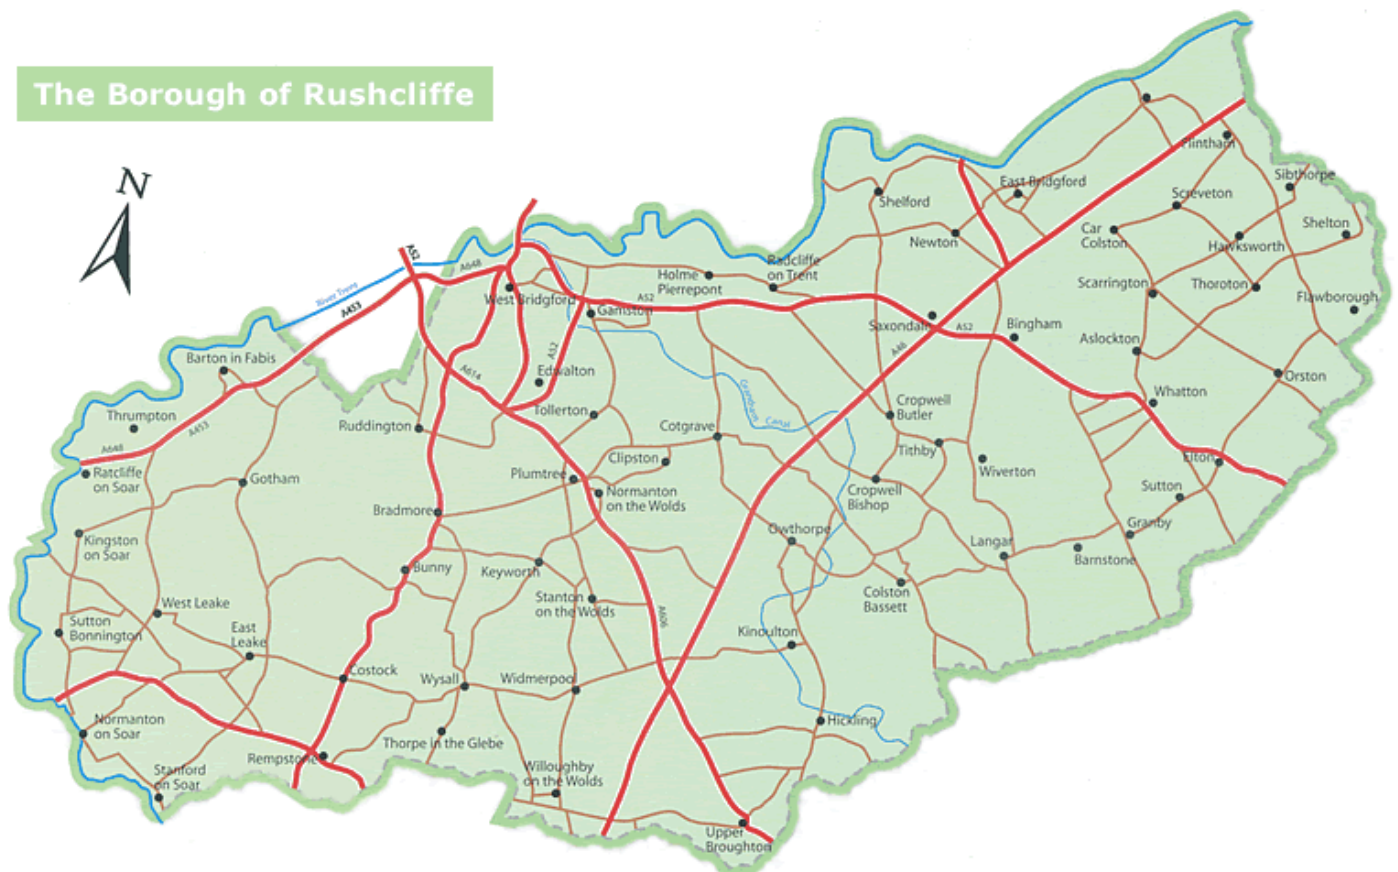 The Borough of Rushcliffe
N
Flintham
Sibthorpe
East Bridgford
Screveton
Shelford
Shelton
Car
Colston
Newton
Hawksworth
A52
River Trent
A648
Radcliffe
on Trent
Holme
Pierrepont
West Bridgford
Scarrington
Thoroton
Flawborough
A453
A52
Gamston
Saxondale
A52
Bingham
A46
Aslockton
Barton in Fabis
A52
Edwalton
A614
Grantham
Canal
Orston
Whatton
Thrumpton
Tollerton
Cropwell
Butler
Ruddington
A453
Cotgrave
A648
Tithby
Elton
Clipston
Wiverton
Ratcliffe
on Soar
Gotham
Plumtree
Normanton
on the Wolds
Cropwell
Bishop
Sutton
Bradmore
Granby
Owthorpe
Kingston
on Soar
Langar
Barnstone
Bunny
Keyworth
Colston
Bassett
West Leake
Stanton
on the Wolds
A606
Sutton
Bonnington
East
Leake
Kinoulton
Costock
Wysall
Widmerpool
Normanton
on Soar
Hickling
Thorpe in the Glebe
Rempstone
Stanford
on Soar
Willoughby
on the Wolds
Upper
Broughton